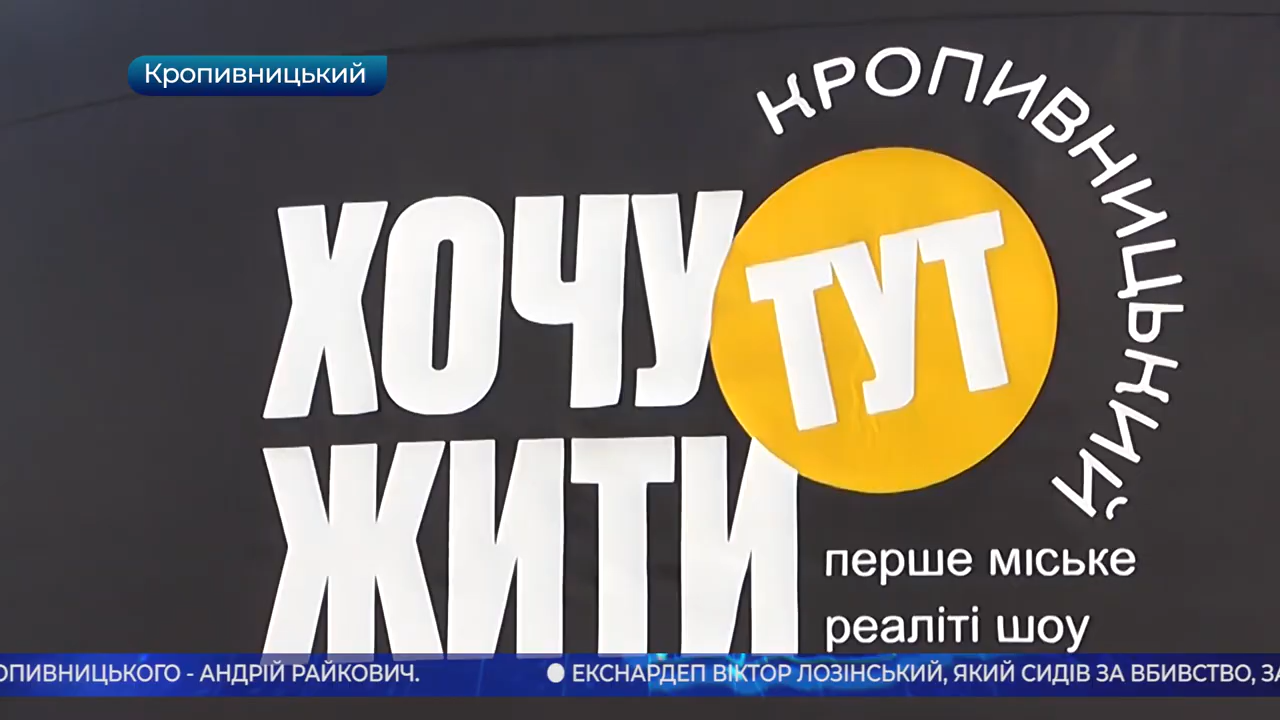 Кропивницький
КРОПИВНИЦЬКИЙ
ХОЧУ ТУТ
ЖИТИ
перше міське
реаліті шоу
ОПИВНИЦЬКОГО - АНДРІЙ РАЙКОВИЧ. ● ЕКСНАРДЕП ВІКТОР ЛОЗІНСЬКИЙ, ЯКИЙ СИДІВ ЗА ВБИВСТВО, ЗА